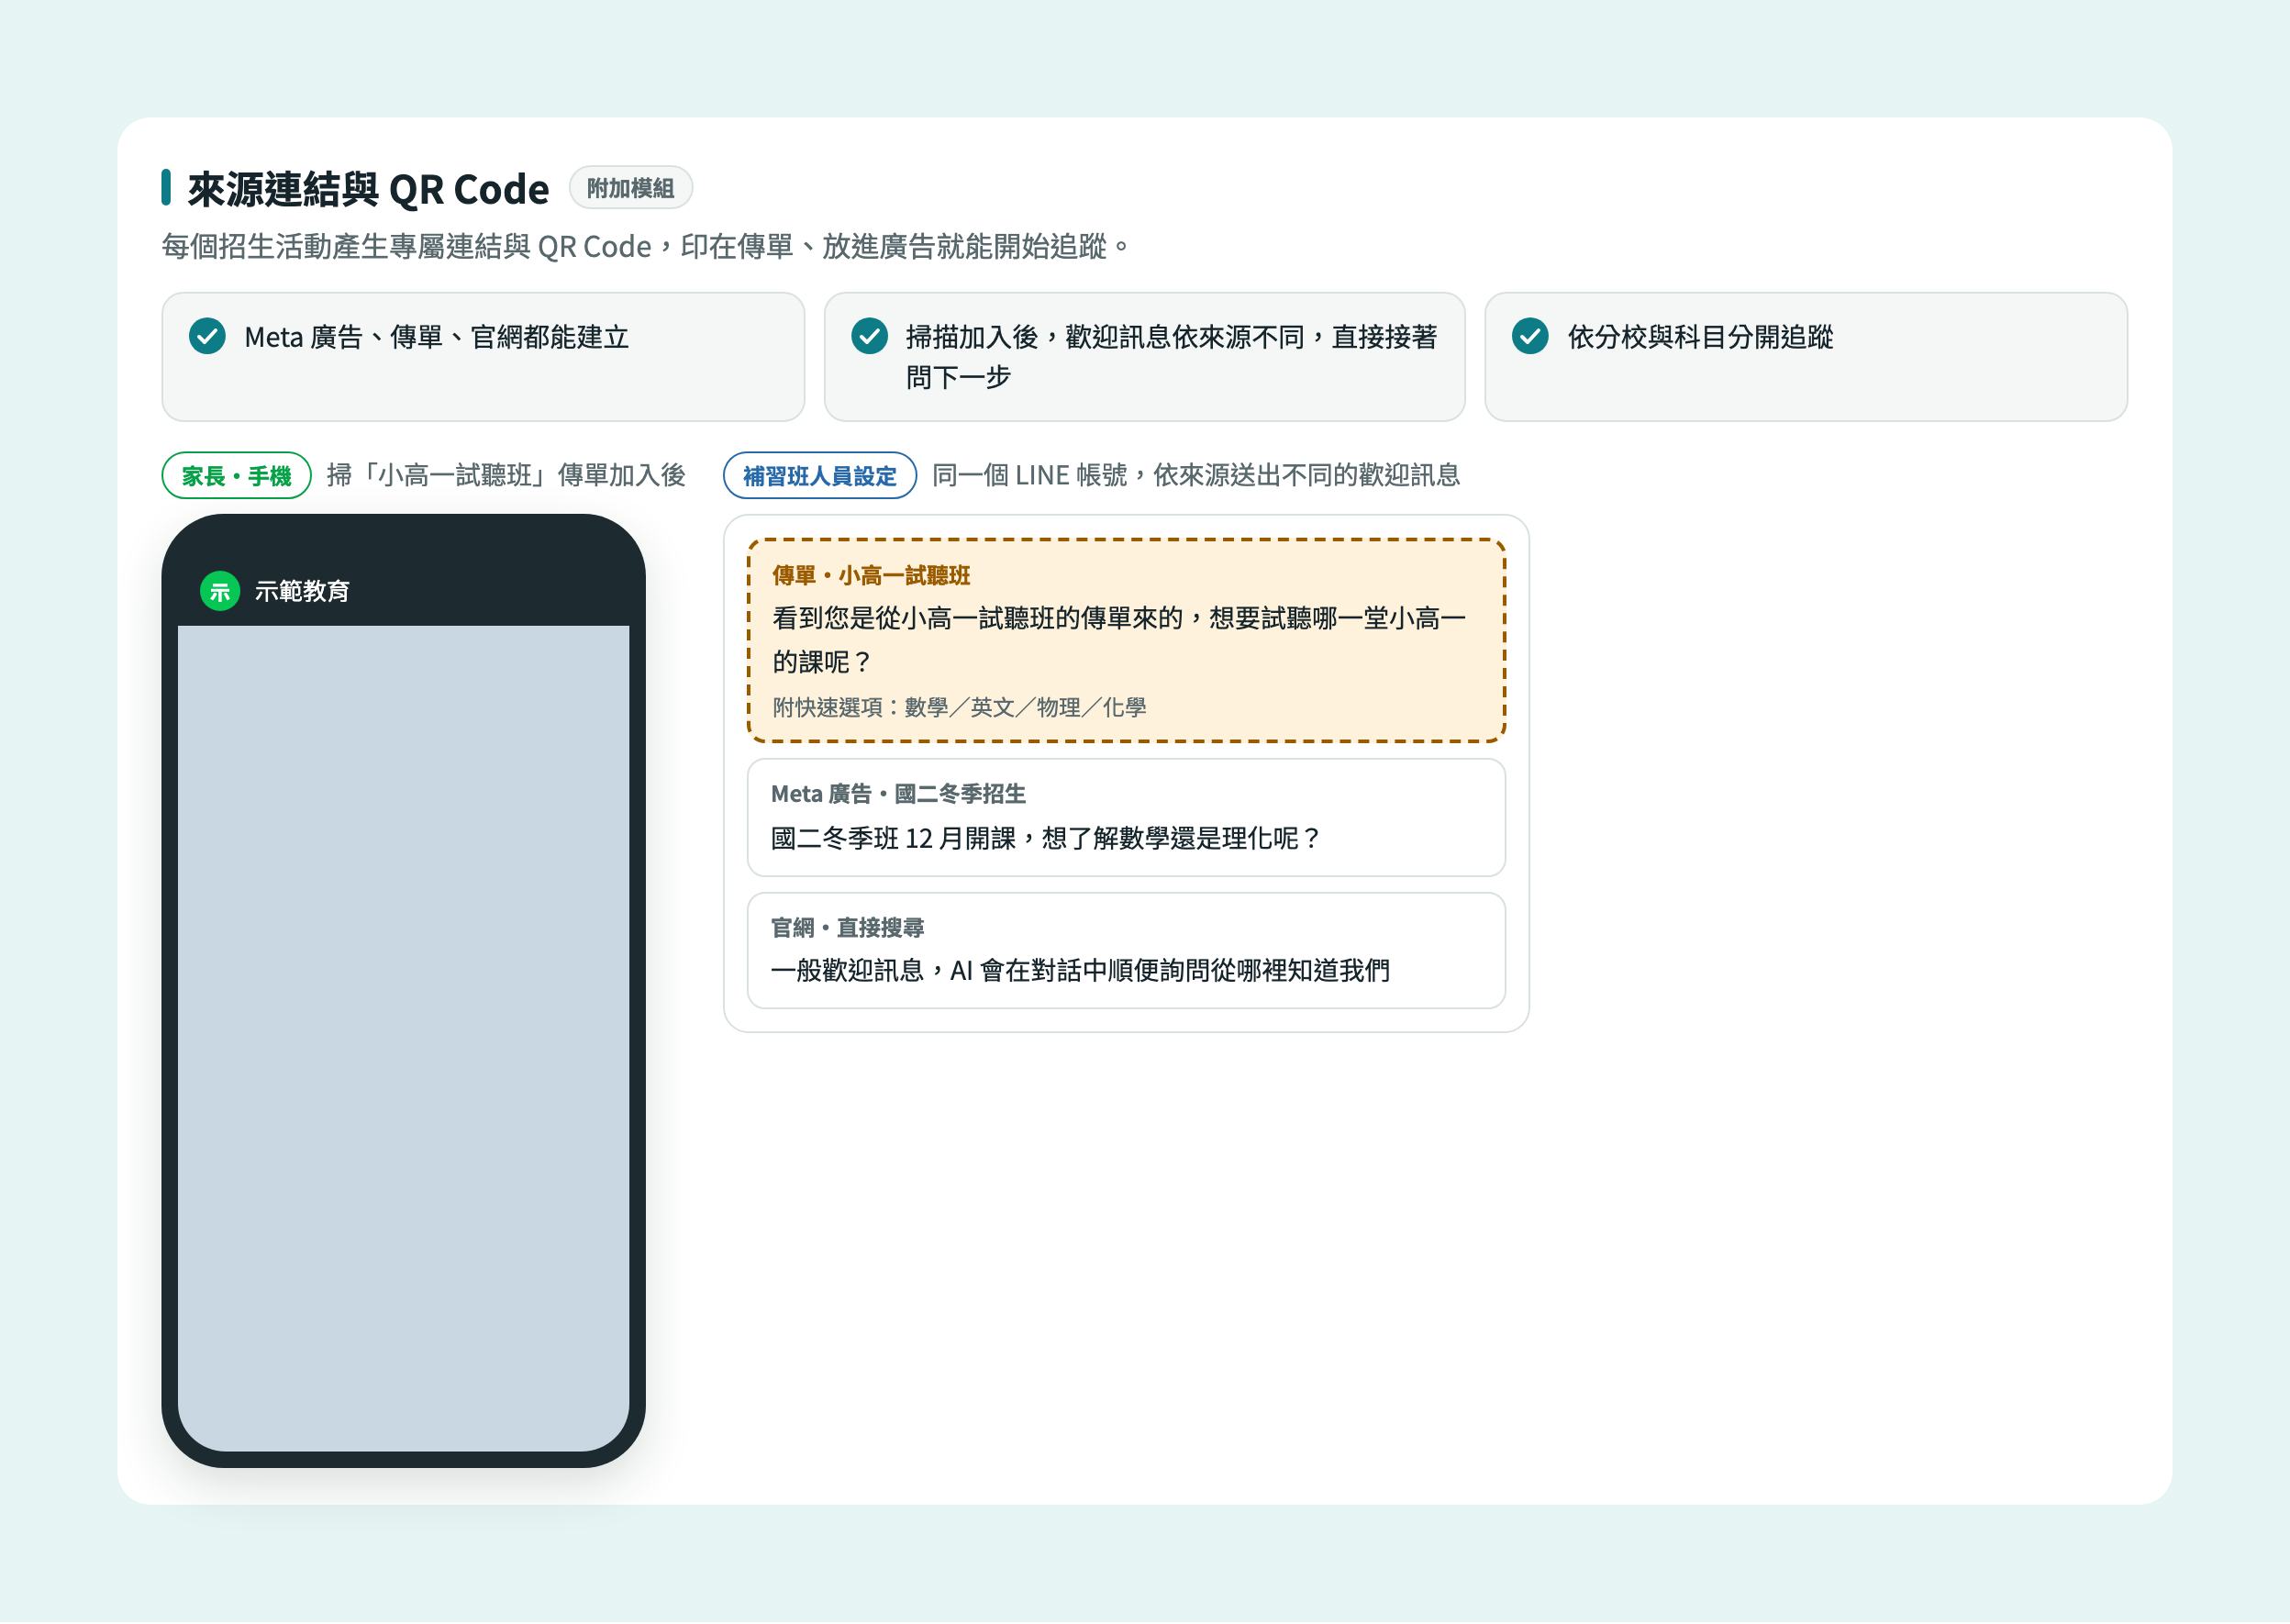 來源連結與 QR Code 附加模組
每個招生活動產生專屬連結與 QR Code，印在傳單、放進廣告就能開始追蹤。
Meta 廣告、傳單、官網都能建立
掃描加入後，歡迎訊息依來源不同，直接接著
問下一步
依分校與科目分開追蹤
家長・手機 掃「小高一試聽班」傳單加入後
示 示範教育
補習班人員設定 同一個 LINE 帳號，依來源送出不同的歡迎訊息
傳單・小高一試聽班
看到您是從小高一試聽班的傳單來的，想要試聽哪一堂小高一
的課呢？
附快速選項：數學／英文／物理／化學
Meta 廣告・國二冬季招生
國二冬季班 12 月開課，想了解數學還是理化呢？
官網・直接搜尋
一般歡迎訊息，AI 會在對話中順便詢問從哪裡知道我們